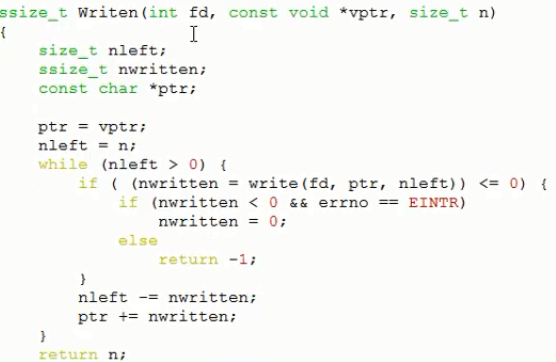 ssize_t Writen(int fd, const void *vptr, size_t n)
{
    size_t nleft;
    ssize_t nwritten;
    const char *ptr;

    ptr = vptr;
    nleft = n;
    while (nleft > 0) {
        if ( (nwritten = write(fd, ptr, nleft)) <= 0) {
            if (nwritten < 0 && errno == EINTR)
                nwritten = 0;
            else
                return -1;
        }
        nleft -= nwritten;
        ptr += nwritten;
    }
    return n;